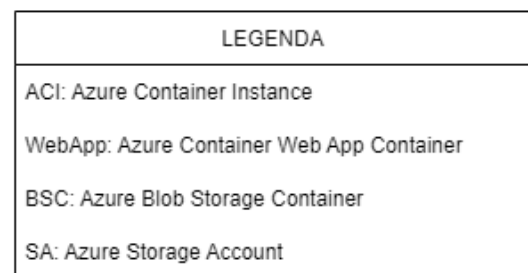 LEGENDA
ACI: Azure Container Instance
WebApp: Azure Container Web App Container
BSC: Azure Blob Storage Container
SA: Azure Storage Account